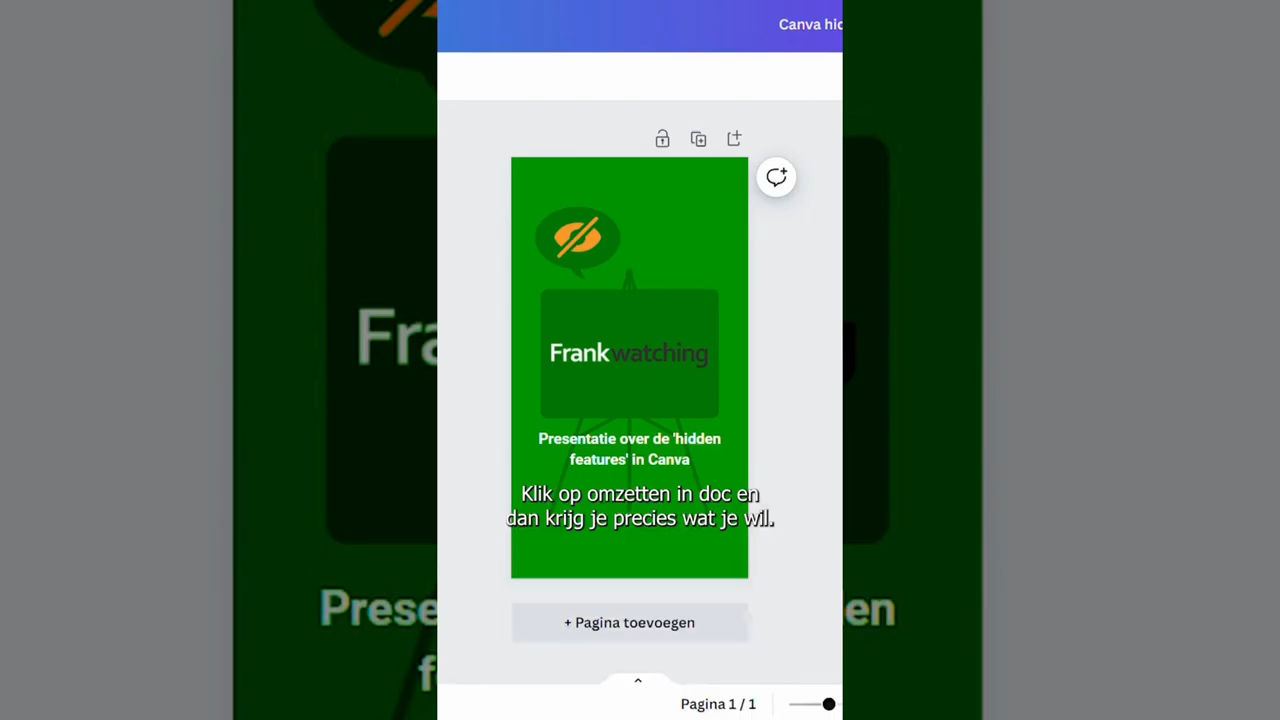 Canva hid
Frankwatching
Presentatie over de 'hidden
features' in Canva
Klik op omzetten in doc en
dan krijg je precies wat je wil.
+ Pagina toevoegen
Pagina 1 / 1
Fra
Prese
en
f